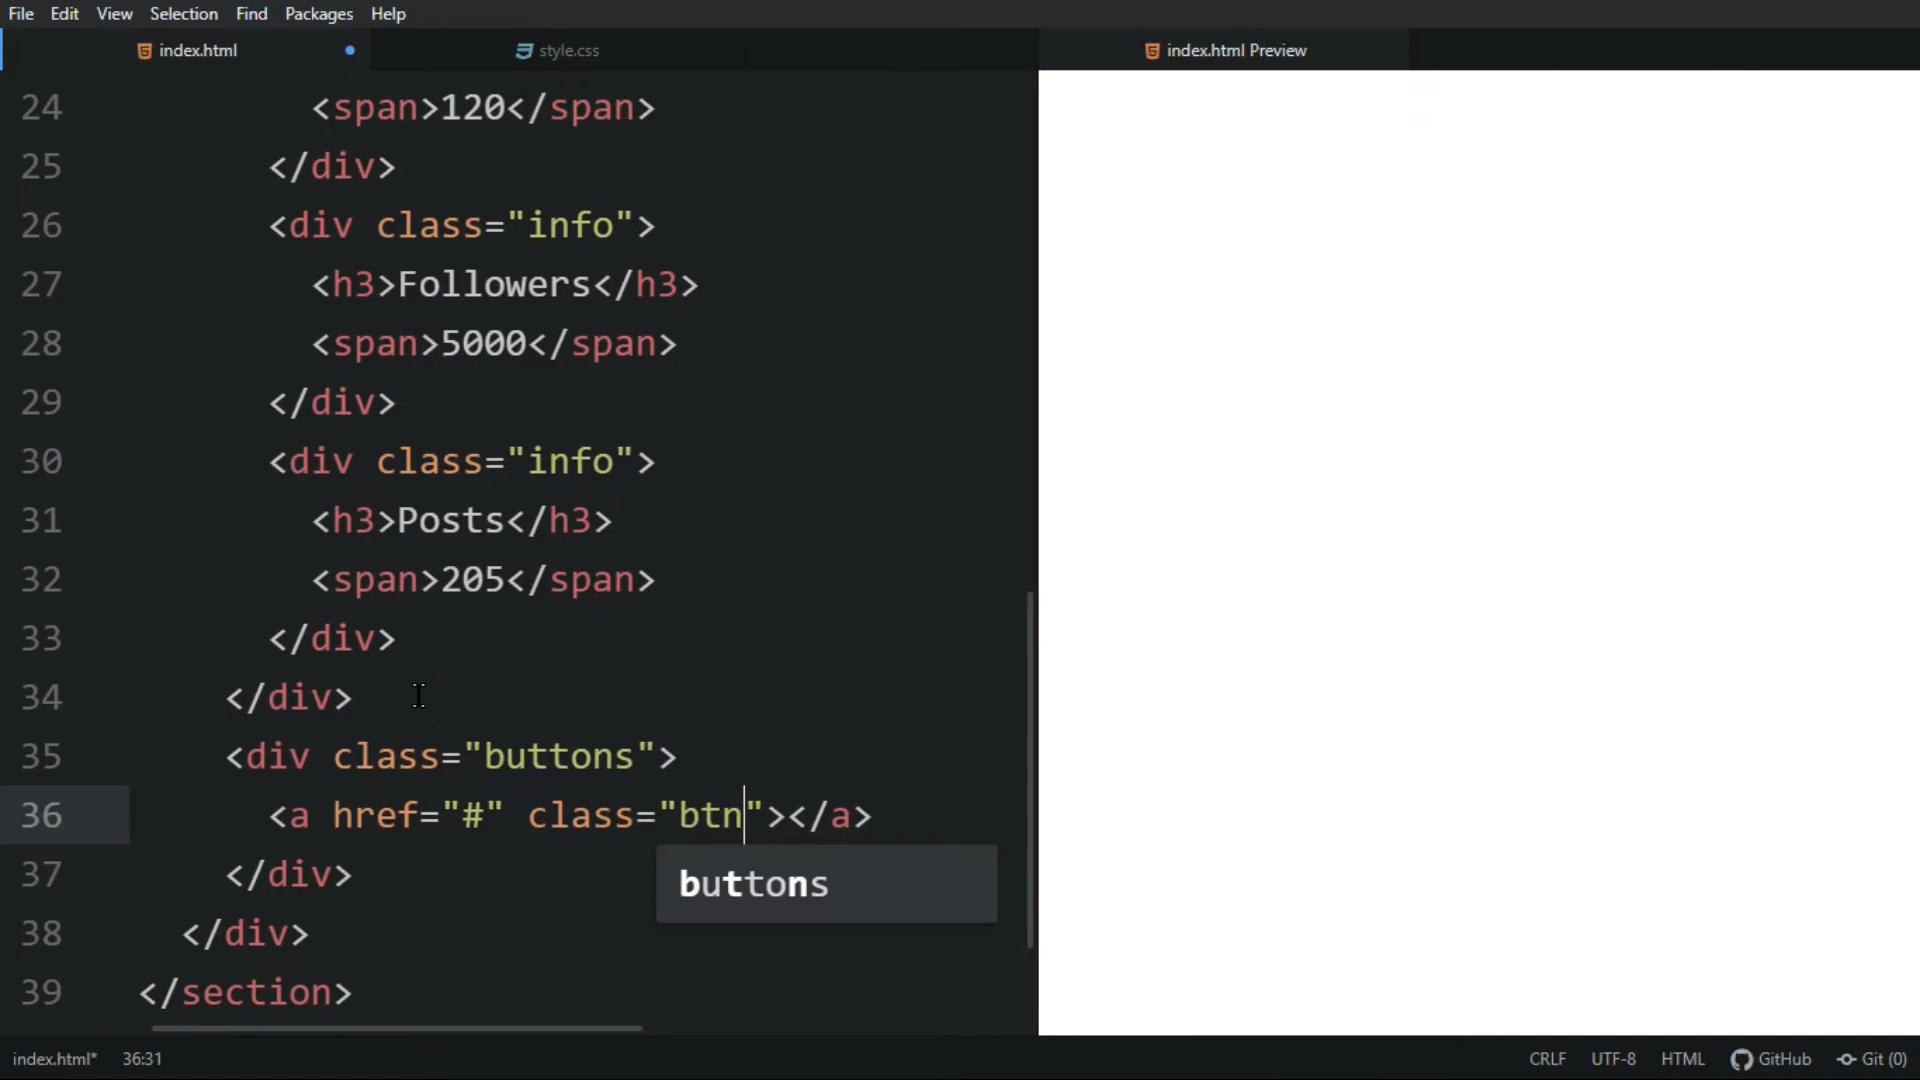 File Edit View Selection Find Packages Help
index.html style.css index.html Preview
24 <span>120</span>
25 </div>
26 <div class="info">
27 <h3>Followers</h3>
28 <span>5000</span>
29 </div>
30 <div class="info">
31 <h3>Posts</h3>
32 <span>205</span>
33 </div>
34 </div>
35 <div class="buttons">
36 <a href="#" class="btn"></a>
buttons
37 </div>
38 </div>
39 </section>
index.html* 36:31 CRLF UTF-8 HTML GitHub Git (0)